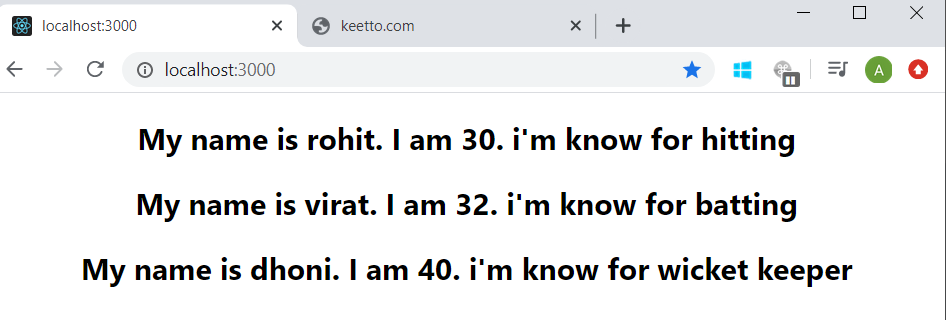 localhost:3000
keetto.com
localhost:3000
A
My name is rohit. I am 30. i'm know for hitting
My name is virat. I am 32. i'm know for batting
My name is dhoni. I am 40. i'm know for wicket keeper